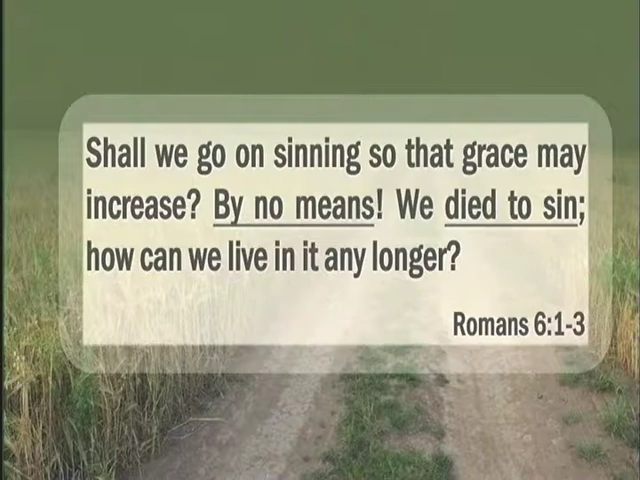 Shall we go on sinning so that grace may
increase? By no means! We died to sin;
how can we live in it any longer?
Romans 6:1-3